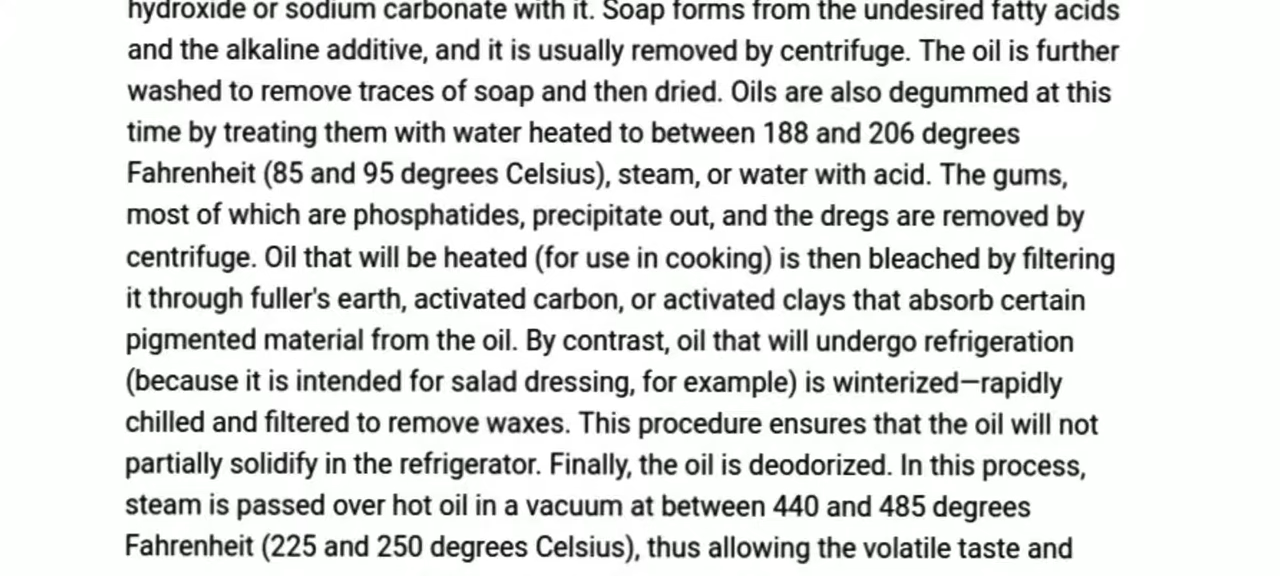 hydroxide or sodium carbonate with it. Soap forms from the undesired fatty acids
and the alkaline additive, and it is usually removed by centrifuge. The oil is further
washed to remove traces of soap and then dried. Oils are also degummed at this
time by treating them with water heated to between 188 and 206 degrees
Fahrenheit (85 and 95 degrees Celsius), steam, or water with acid. The gums,
most of which are phosphatides, precipitate out, and the dregs are removed by
centrifuge. Oil that will be heated (for use in cooking) is then bleached by filtering
it through fuller's earth, activated carbon, or activated clays that absorb certain
pigmented material from the oil. By contrast, oil that will undergo refrigeration
(because it is intended for salad dressing, for example) is winterized—rapidly
chilled and filtered to remove waxes. This procedure ensures that the oil will not
partially solidify in the refrigerator. Finally, the oil is deodorized. In this process,
steam is passed over hot oil in a vacuum at between 440 and 485 degrees
Fahrenheit (225 and 250 degrees Celsius), thus allowing the volatile taste and